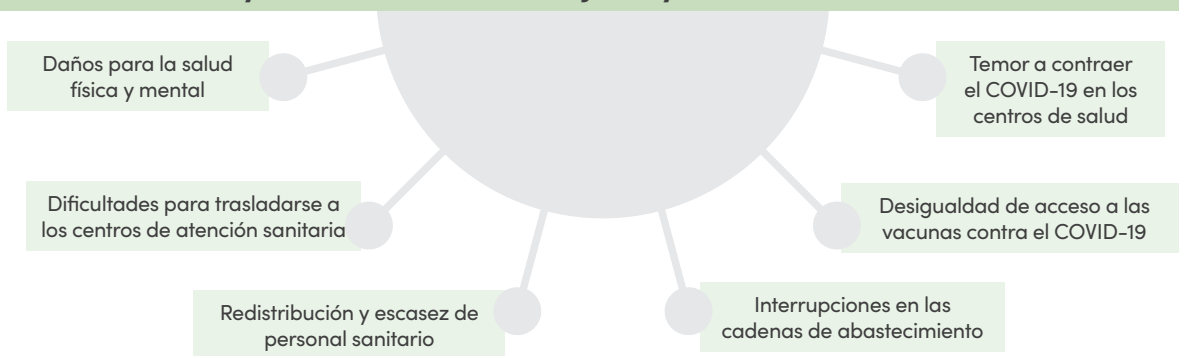 Daños para la salud
física y mental
Temor a contraer
el COVID-19 en los
centros de salud
Dificultades para trasladarse a
los centros de atención sanitaria
Desigualdad de acceso a las
vacunas contra el COVID-19
Redistribución y escasez de
personal sanitario
Interrupciones en las
cadenas de abastecimiento